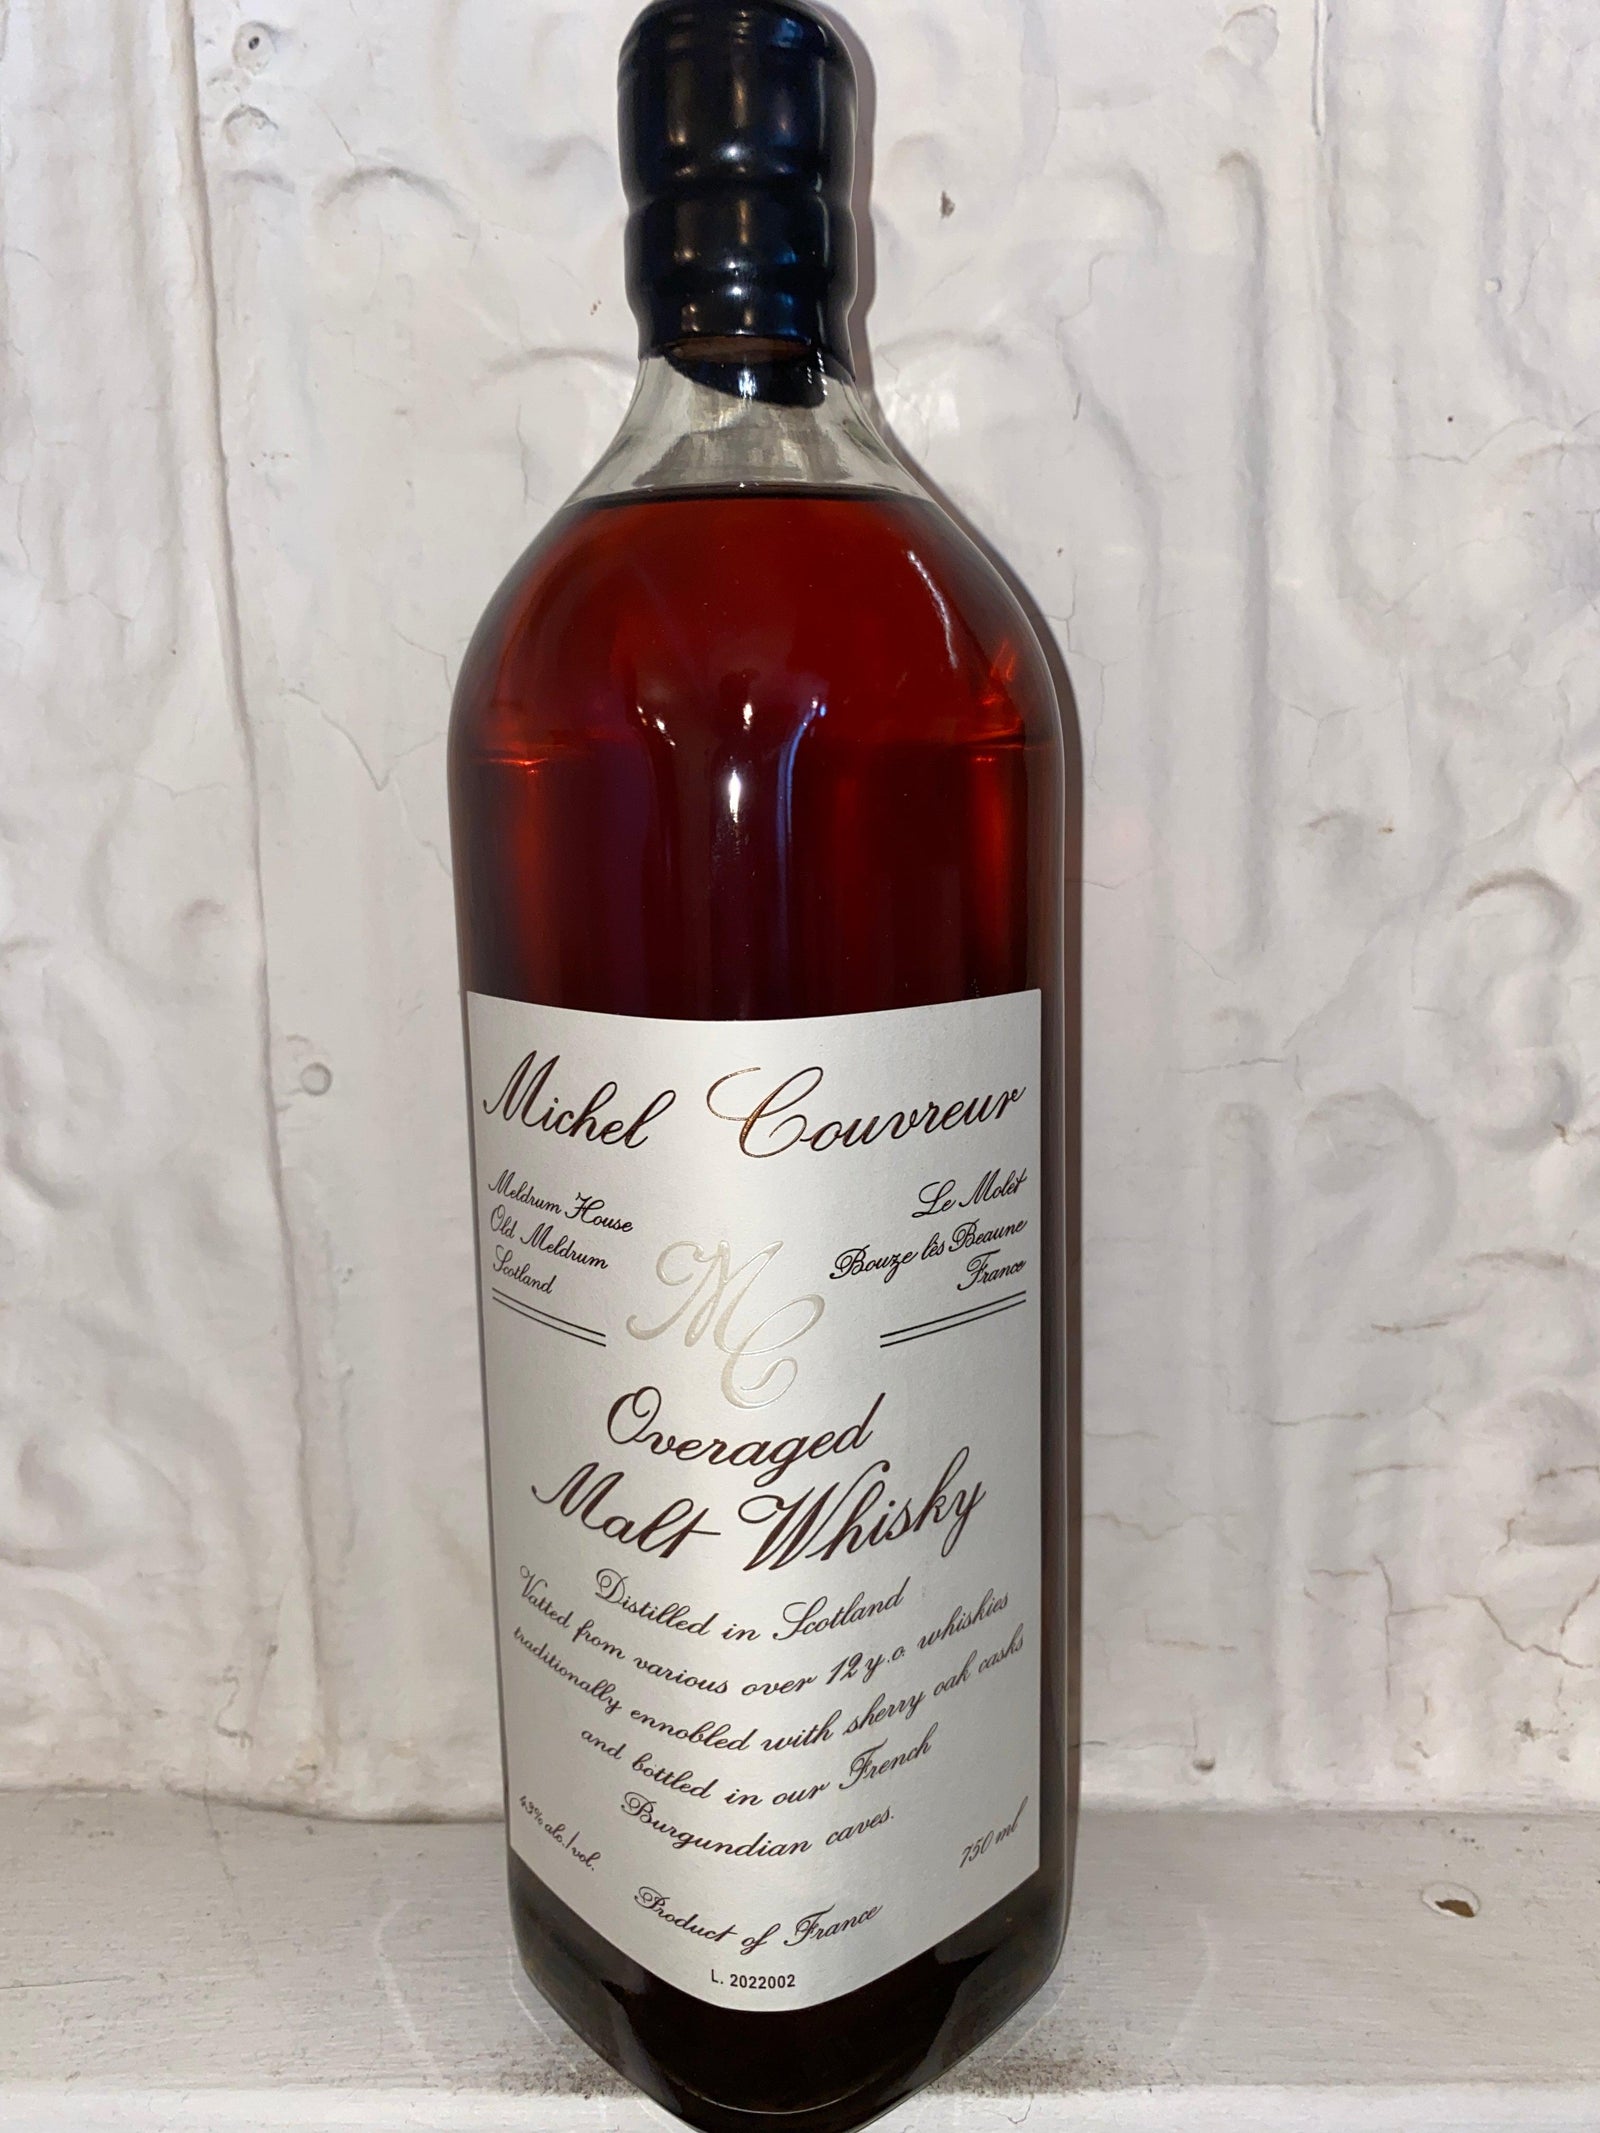 Michel Couvreur
Meldrum House
Old Meldrum
Scotland
Le Molet
Bouze lès Beaune
France
MC
Overaged
Malt Whisky
Distilled in Scotland
Vatted from various over 12 y.o. whiskies
traditionally ennobled with sherry oak casks
and bottled in our French
Burgundian caves.
43% alc./vol.
750 ml
Product of France
L. 2022002